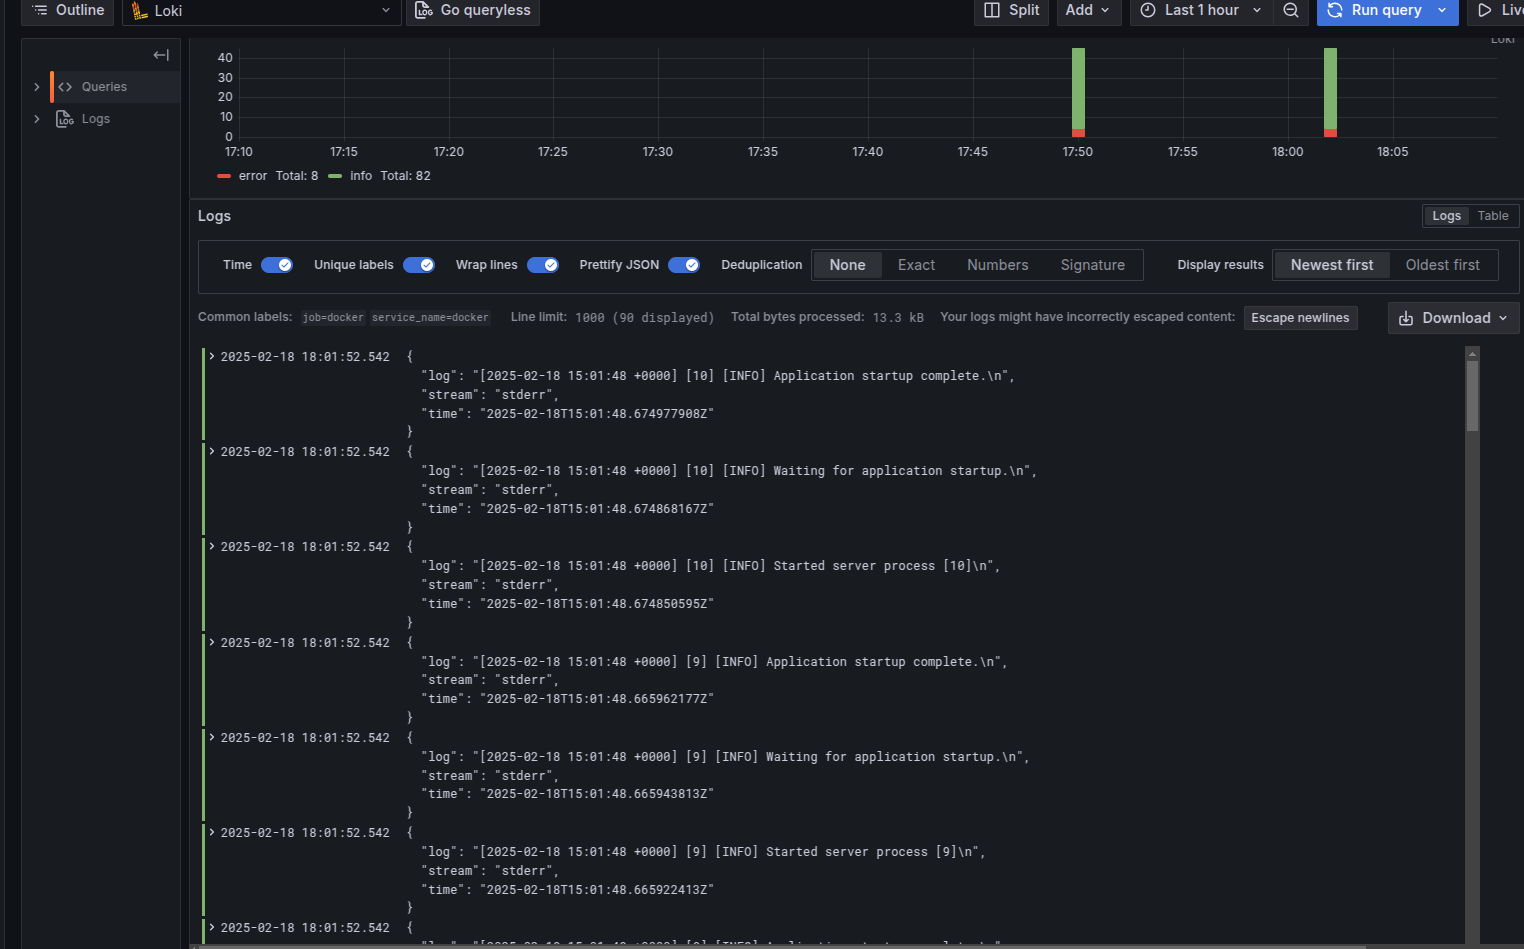 Outline
Loki
Go queryless
Split
Add
Last 1 hour
Run query
Live
Queries
Logs
Loki
40
30
20
10
0
17:10 17:15 17:20 17:25 17:30 17:35 17:40 17:45 17:50 17:55 18:00 18:05
error Total: 8 info Total: 82
Logs
Logs Table
Time Unique labels Wrap lines Prettify JSON Deduplication None Exact Numbers Signature Display results Newest first Oldest first
Common labels: job=docker service_name=docker Line limit: 1000 (90 displayed) Total bytes processed: 13.3 kB Your logs might have incorrectly escaped content: Escape newlines Download
2025-02-18 18:01:52.542 {
"log": "[2025-02-18 15:01:48 +0000] [10] [INFO] Application startup complete.\n",
"stream": "stderr",
"time": "2025-02-18T15:01:48.674977908Z"
}
2025-02-18 18:01:52.542 {
"log": "[2025-02-18 15:01:48 +0000] [10] [INFO] Waiting for application startup.\n",
"stream": "stderr",
"time": "2025-02-18T15:01:48.674868167Z"
}
2025-02-18 18:01:52.542 {
"log": "[2025-02-18 15:01:48 +0000] [10] [INFO] Started server process [10]\n",
"stream": "stderr",
"time": "2025-02-18T15:01:48.674850595Z"
}
2025-02-18 18:01:52.542 {
"log": "[2025-02-18 15:01:48 +0000] [9] [INFO] Application startup complete.\n",
"stream": "stderr",
"time": "2025-02-18T15:01:48.665962177Z"
}
2025-02-18 18:01:52.542 {
"log": "[2025-02-18 15:01:48 +0000] [9] [INFO] Waiting for application startup.\n",
"stream": "stderr",
"time": "2025-02-18T15:01:48.665943813Z"
}
2025-02-18 18:01:52.542 {
"log": "[2025-02-18 15:01:48 +0000] [9] [INFO] Started server process [9]\n",
"stream": "stderr",
"time": "2025-02-18T15:01:48.665922413Z"
}
2025-02-18 18:01:52.542 {